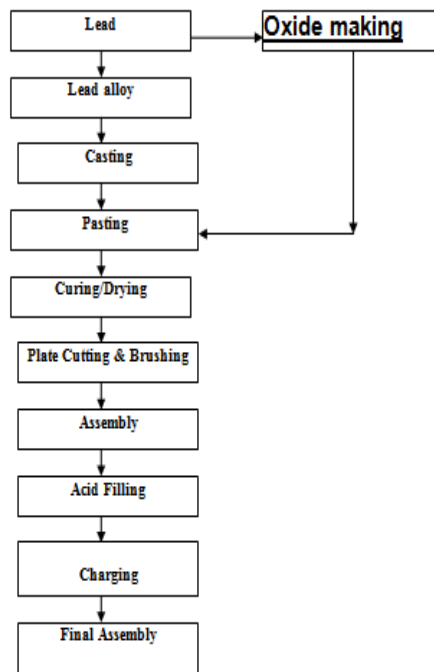 Lead
Oxide making
Lead alloy
Casting
Pasting
Curing/Drying
Plate Cutting & Brushing
Assembly
Acid Filling
Charging
Final Assembly